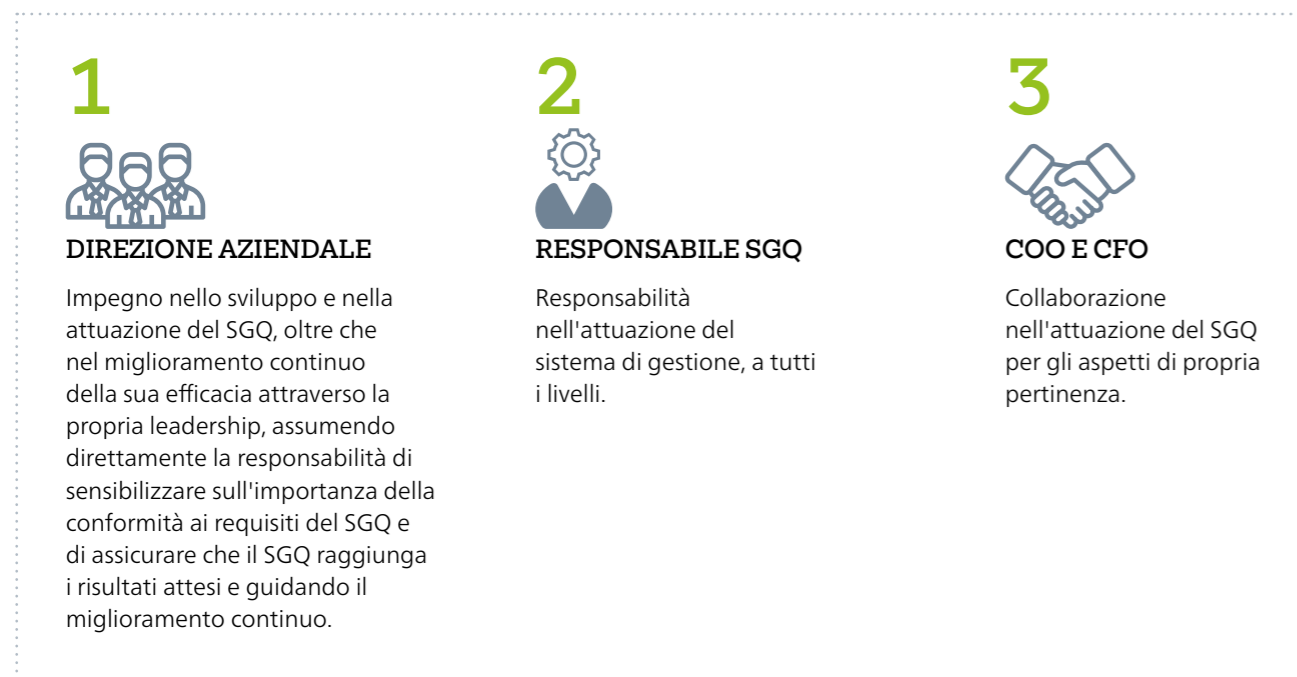 1
DIREZIONE AZIENDALE
Impegno nello sviluppo e nella
attuazione del SGQ, oltre che
nel miglioramento continuo
della sua efficacia attraverso la
propria leadership, assumendo
direttamente la responsabilità di
sensibilizzare sull'importanza della
conformità ai requisiti del SGQ e
di assicurare che il SGQ raggiunga
i risultati attesi e guidando il
miglioramento continuo.
2
RESPONSABILE SGQ
Responsabilità
nell'attuazione del
sistema di gestione, a tutti
i livelli.
3
COO E CFO
Collaborazione
nell'attuazione del SGQ
per gli aspetti di propria
pertinenza.